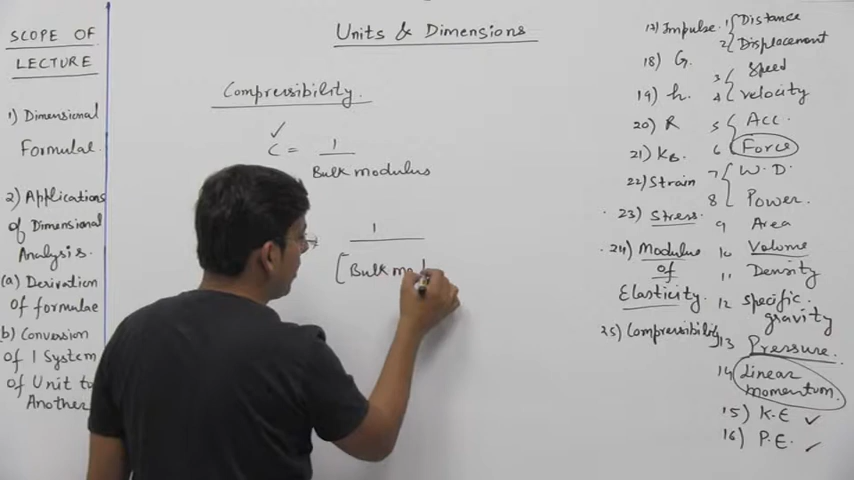 SCOPE OF
LECTURE
1) Dimensional
Formulae.
2) Applications
of Dimensional
Analysis.
(a) Derivation
of formulae
(b) Conversion
of 1 System
of Unit to
Another
Units & Dimensions
Compressibility.
✓
C = 1
Bulk modulus
1
[Bulk mod
17) Impulse.
18) G.
19) h.
20) R
21) KB.
22) Strain
23) Stress.
24) Modulus
of
Elasticity.
25) Compressibility
1 Distance
2 Displacement
3 Speed
4 velocity
5 Acc.
6 Force
7 W.D.
8 Power.
9 Area
10 Volume
11 Density
12 Specific
gravity
13 Pressure.
14 Linear
momentum.
15) K.E ✓
16) P.E. ✓